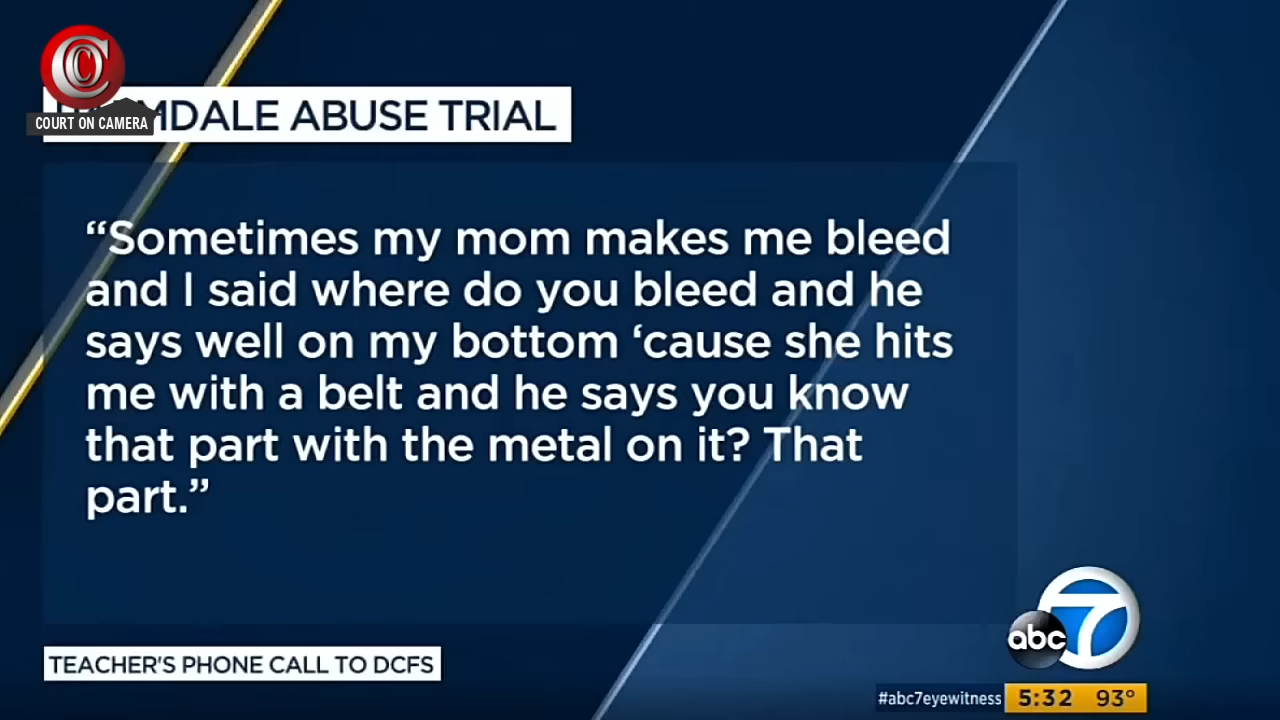 COURT ON CAMERA
MDALE ABUSE TRIAL
“Sometimes my mom makes me bleed
and I said where do you bleed and he
says well on my bottom ‘cause she hits
me with a belt and he says you know
that part with the metal on it? That
part.”
TEACHER'S PHONE CALL TO DCFS
abc 7
#abc7eyewitness 5:32 93°